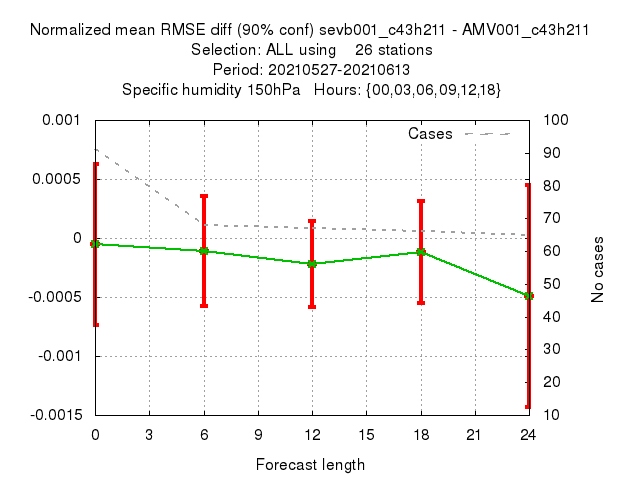 Normalized mean RMSE diff (90% conf) sevb001_c43h211 - AMV001_c43h211
Selection: ALL using    26 stations
Period: 20210527-20210613
Specific humidity 150hPa   Hours: {00,03,06,09,12,18}
Cases
0.001
0.0005
0
-0.0005
-0.001
-0.0015
100
90
80
70
60
50
40
30
20
10
No cases
0 3 6 9 12 15 18 21 24
Forecast length